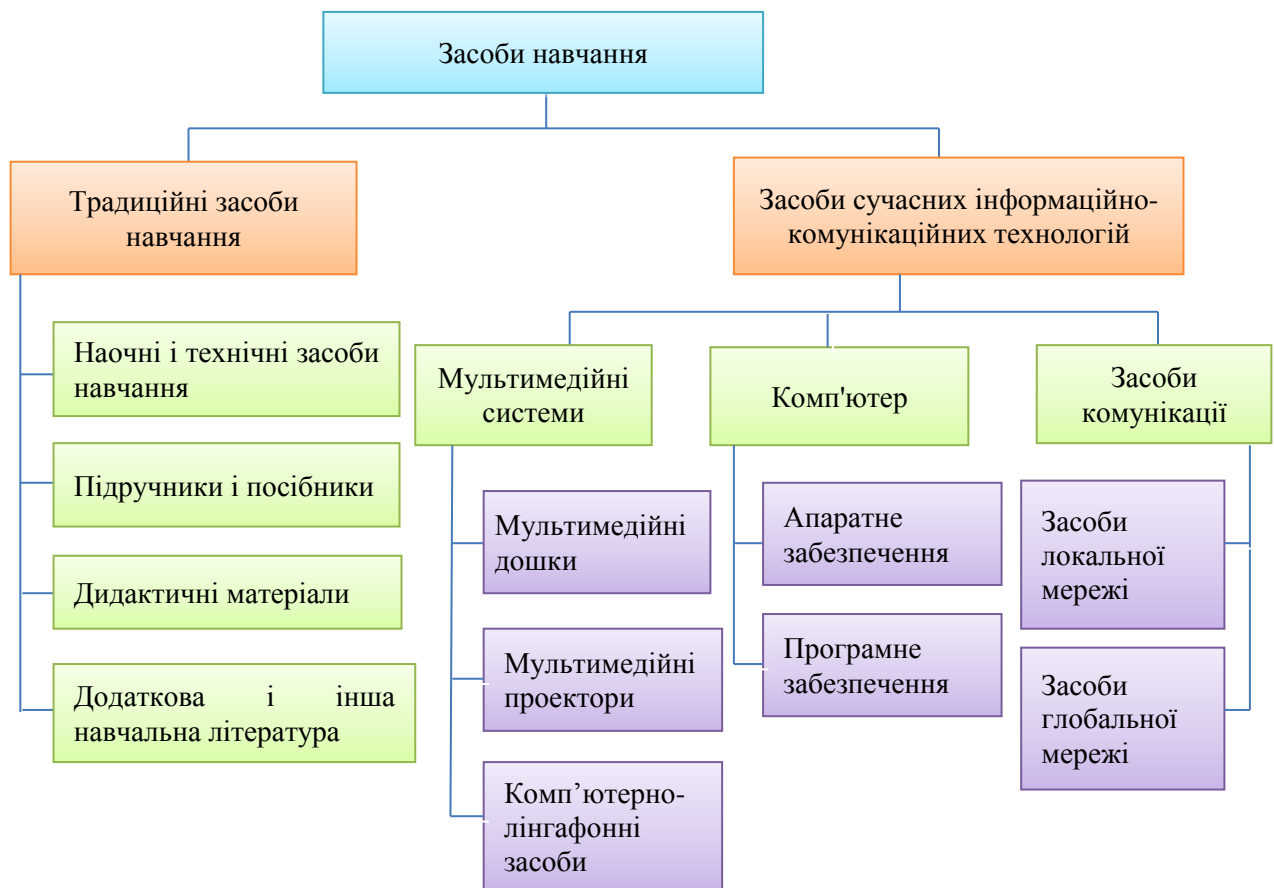 Засоби навчання
Традиційні засоби
навчання
Засоби сучасних інформаційно-
комунікаційних технологій
Наочні і технічні засоби
навчання
Підручники і посібники
Дидактичні матеріали
Додаткова і інша
навчальна література
Мультимедійні
системи
Мультимедійні
дошки
Мультимедійні
проектори
Комп’ютерно-
лінгафонні
засоби
Комп'ютер
Апаратне
забезпечення
Програмне
забезпечення
Засоби
комунікації
Засоби
локальної
мережі
Засоби
глобальної
мережі